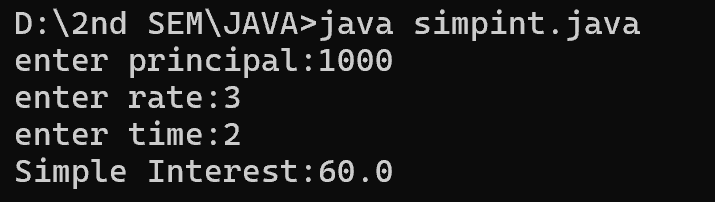 D:\2nd SEM\JAVA>java simpint.java
enter principal:1000
enter rate:3
enter time:2
Simple Interest:60.0